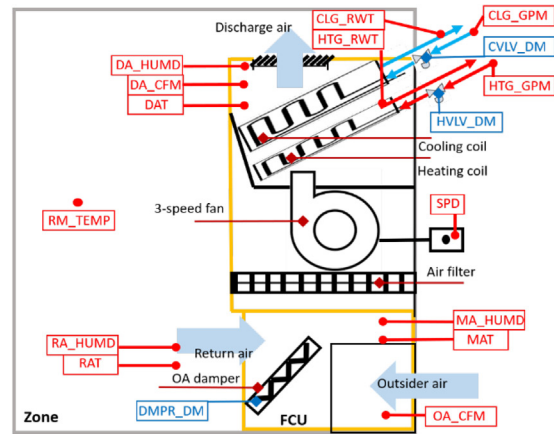 CLG_RWT
CLG_GPM
Discharge air
HTG_RWT
CVLV_DM
DA_HUMD
DA_CFM
HTG_GPM
DAT
HVLV_DM
Cooling coil
Heating coil
RM_TEMP
3-speed fan
SPD
Air filter
MA_HUMD
RA_HUMD
MAT
Return air
RAT
OA damper
Outsider air
DMPR_DM
OA_CFM
Zone
FCU